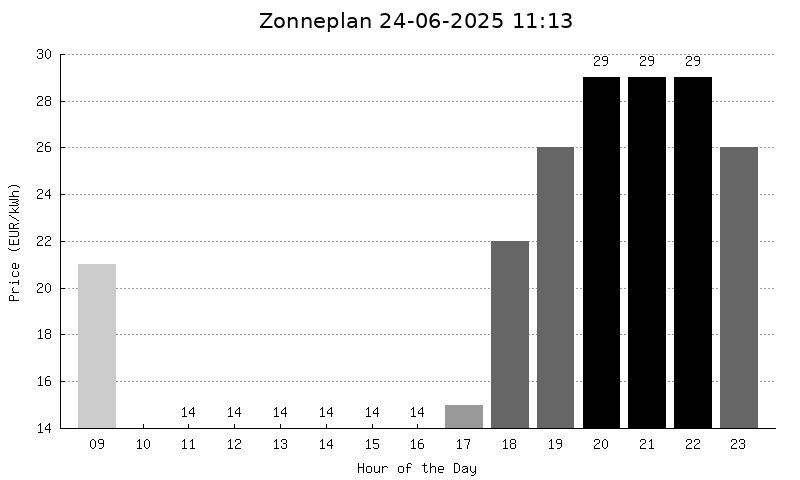 Zonneplan 24-06-2025 11:13
30
28
26
24
22
20
18
16
14
Price (EUR/kWh)
29 29 29
14 14 14 14 14 14
09 10 11 12 13 14 15 16 17 18 19 20 21 22 23
Hour of the Day